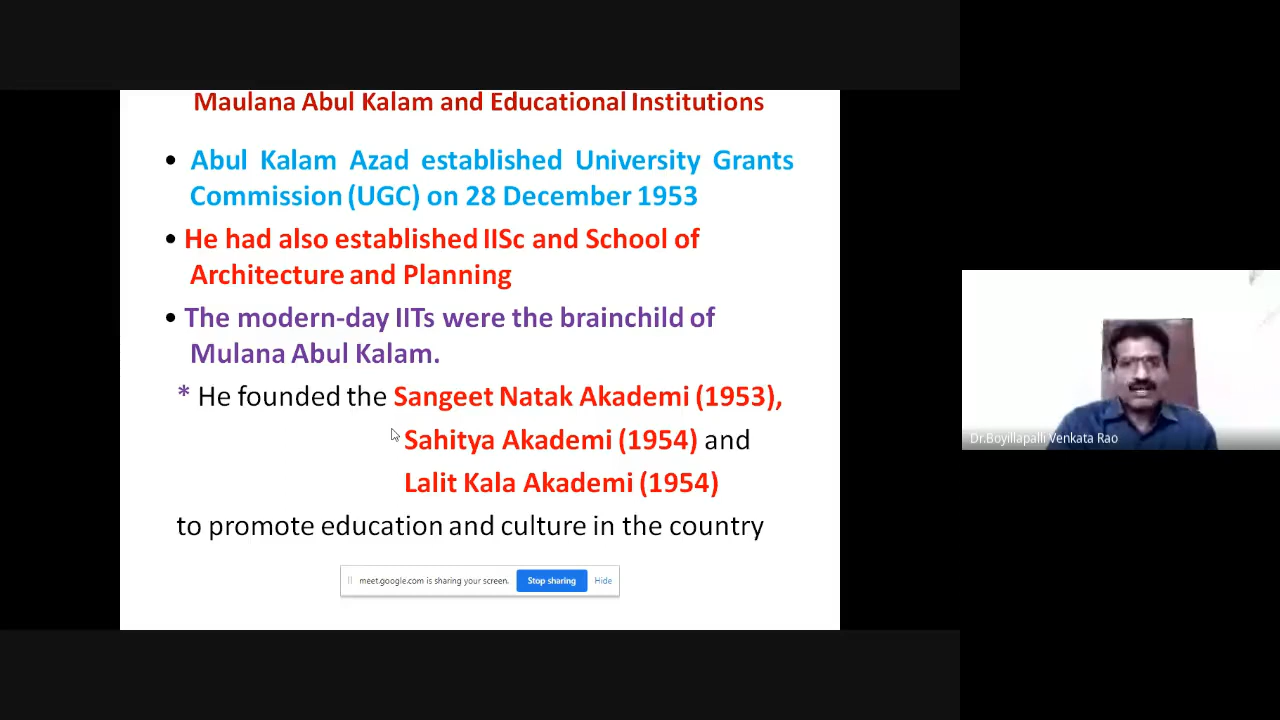 Maulana Abul Kalam and Educational Institutions
• Abul Kalam Azad established University Grants
Commission (UGC) on 28 December 1953
• He had also established IISc and School of
Architecture and Planning
• The modern-day IITs were the brainchild of
Mulana Abul Kalam.
* He founded the Sangeet Natak Akademi (1953),
Sahitya Akademi (1954) and
Lalit Kala Akademi (1954)
to promote education and culture in the country
meet.google.com is sharing your screen. Stop sharing Hide
Dr.Boyillapalli Venkata Rao